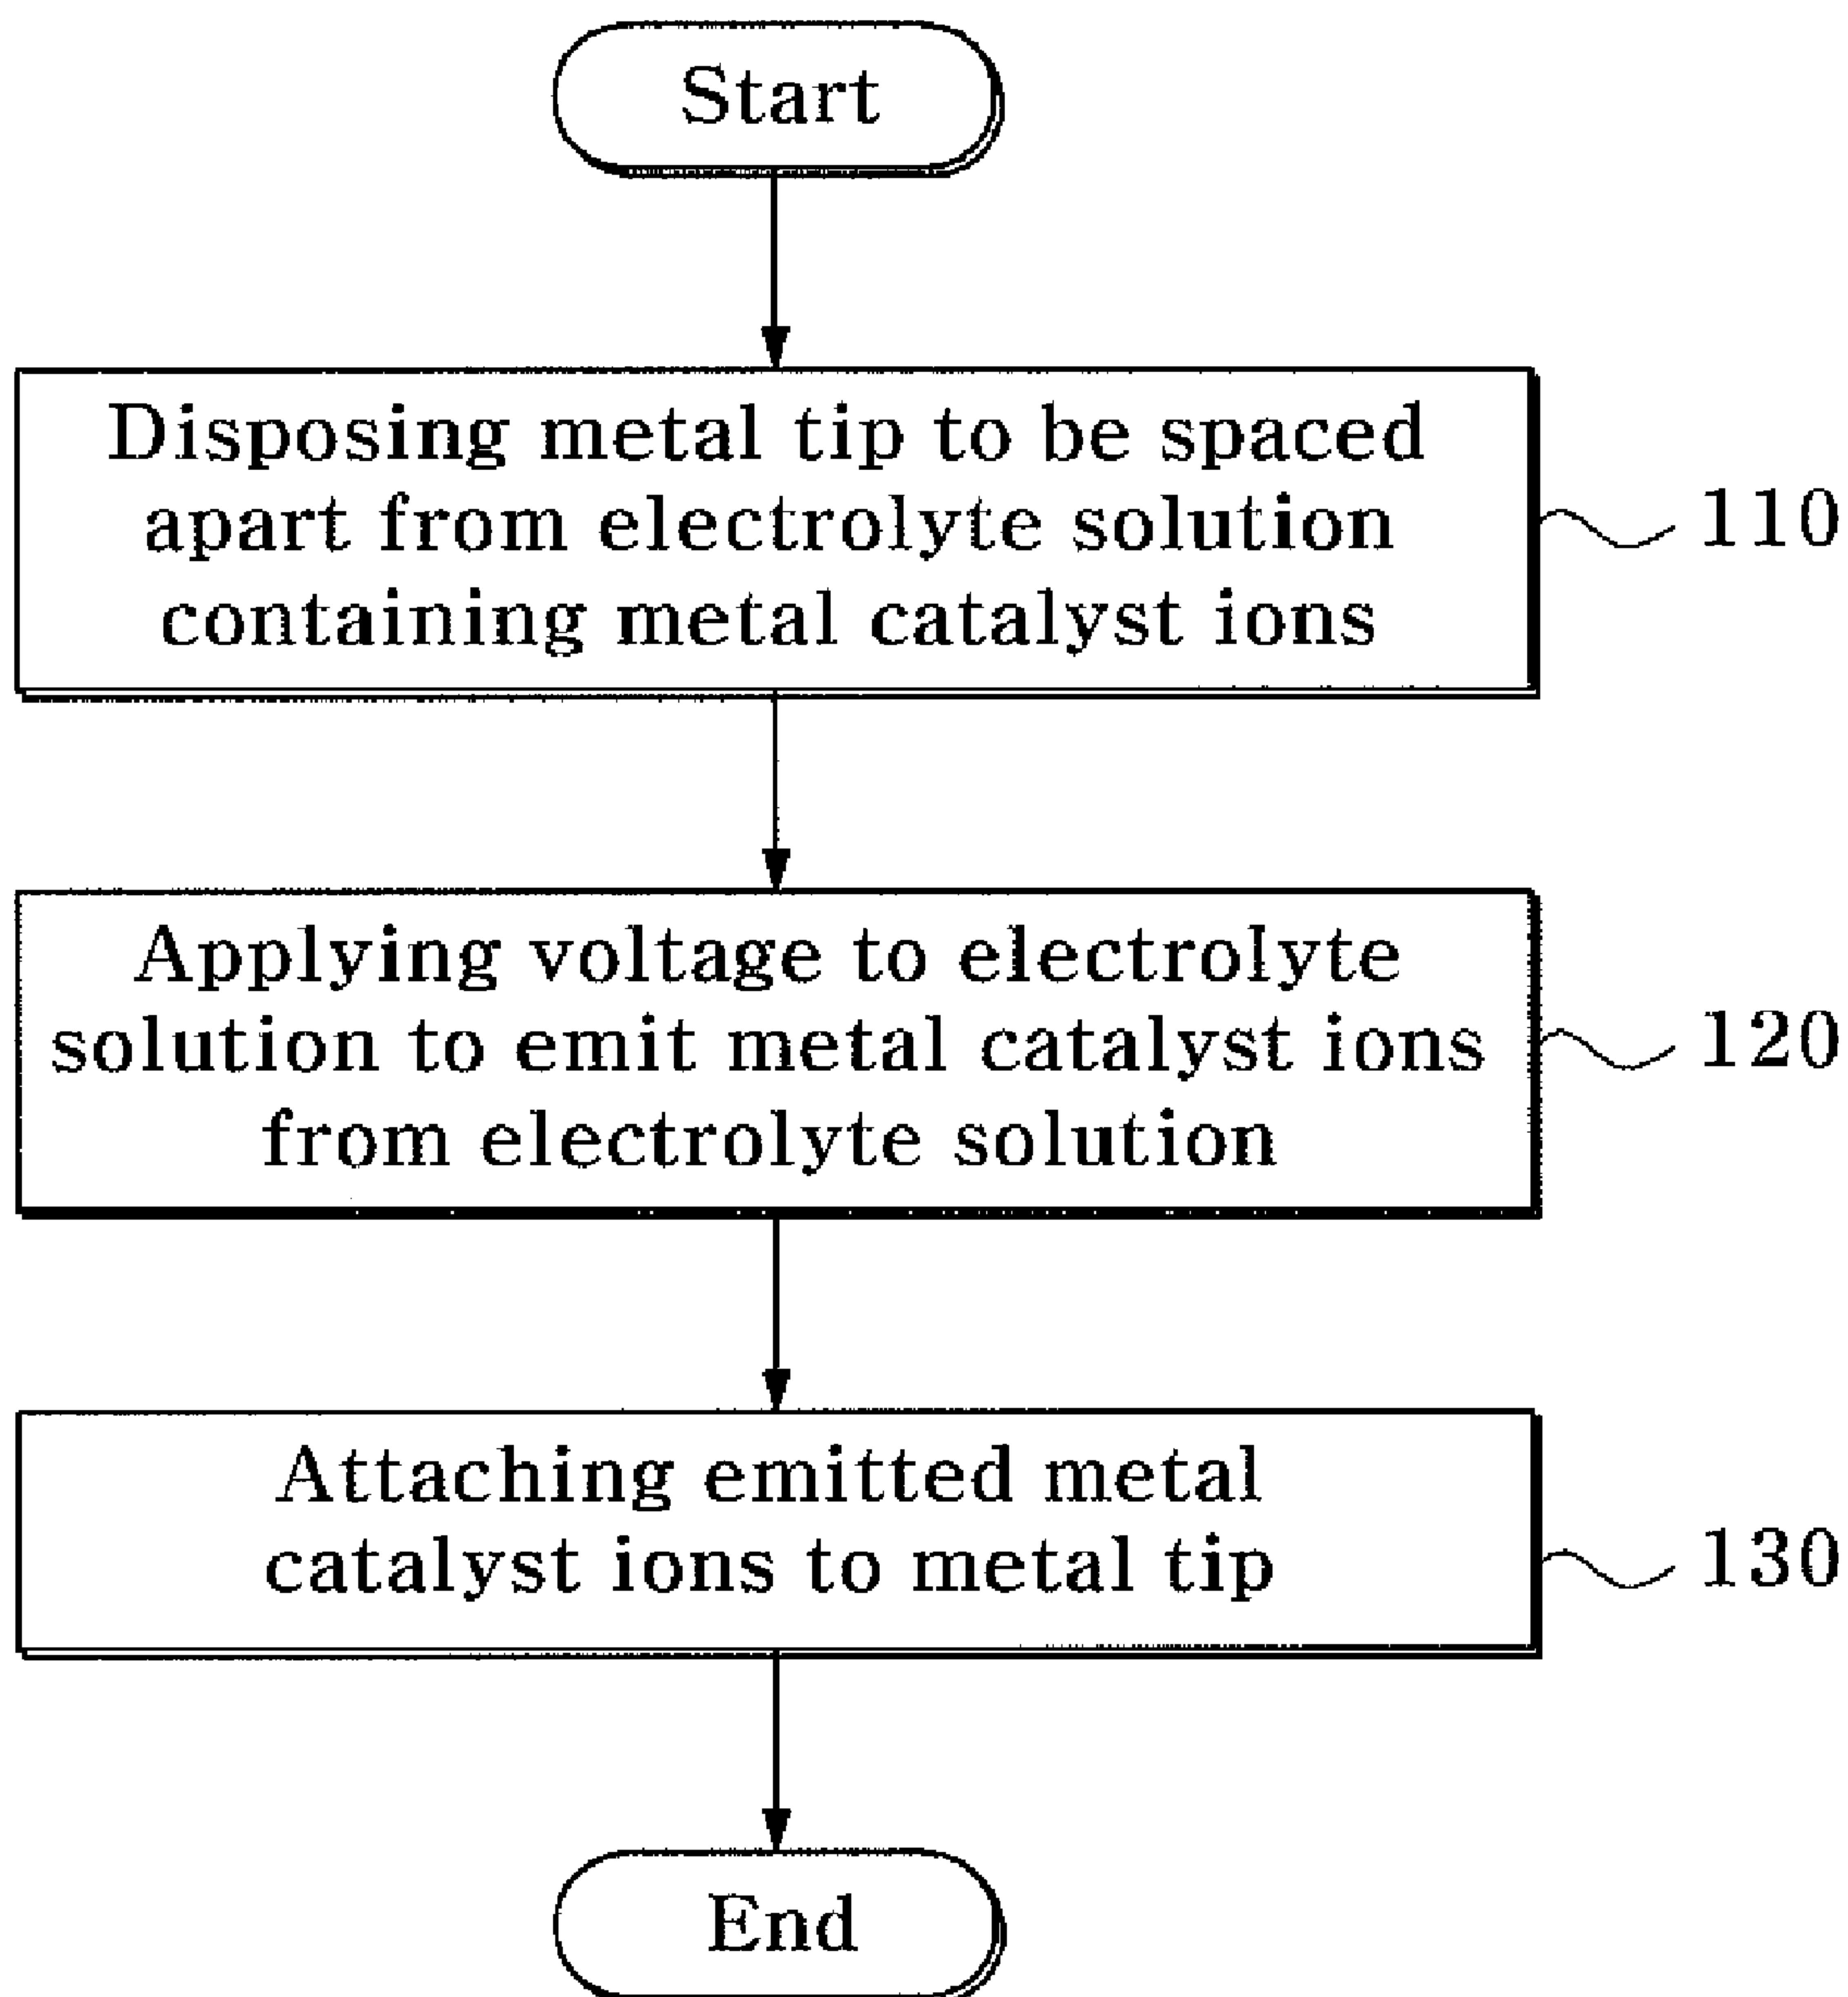 Start
Disposing metal tip to be spaced
apart from electrolyte solution
containing metal catalyst ions
110
Applying voltage to electrolyte
solution to emit metal catalyst ions
from electrolyte solution
120
Attaching emitted metal
catalyst ions to metal tip
130
End